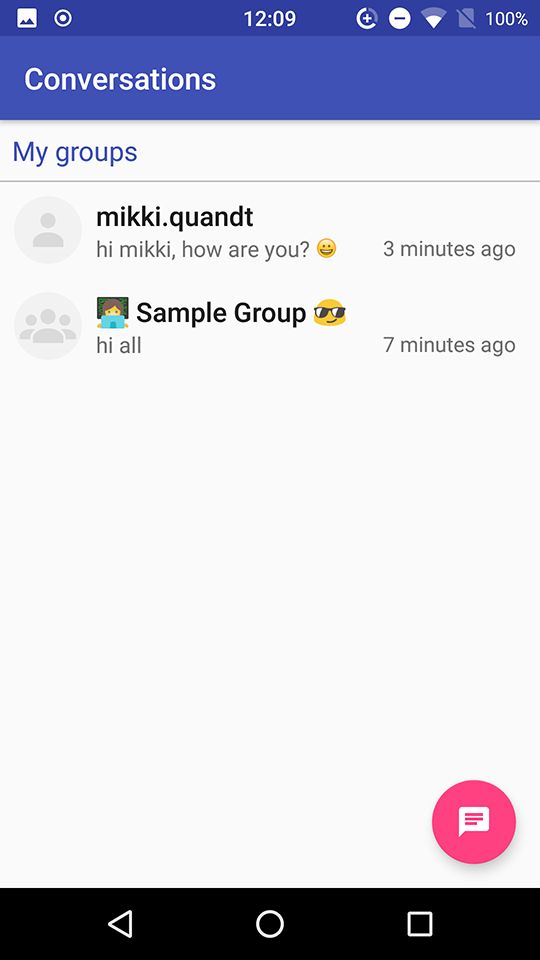 12:09 100%
Conversations
My groups
mikki.quandt
hi mikki, how are you? 😀 3 minutes ago
👩‍💻 Sample Group 😎
hi all 7 minutes ago